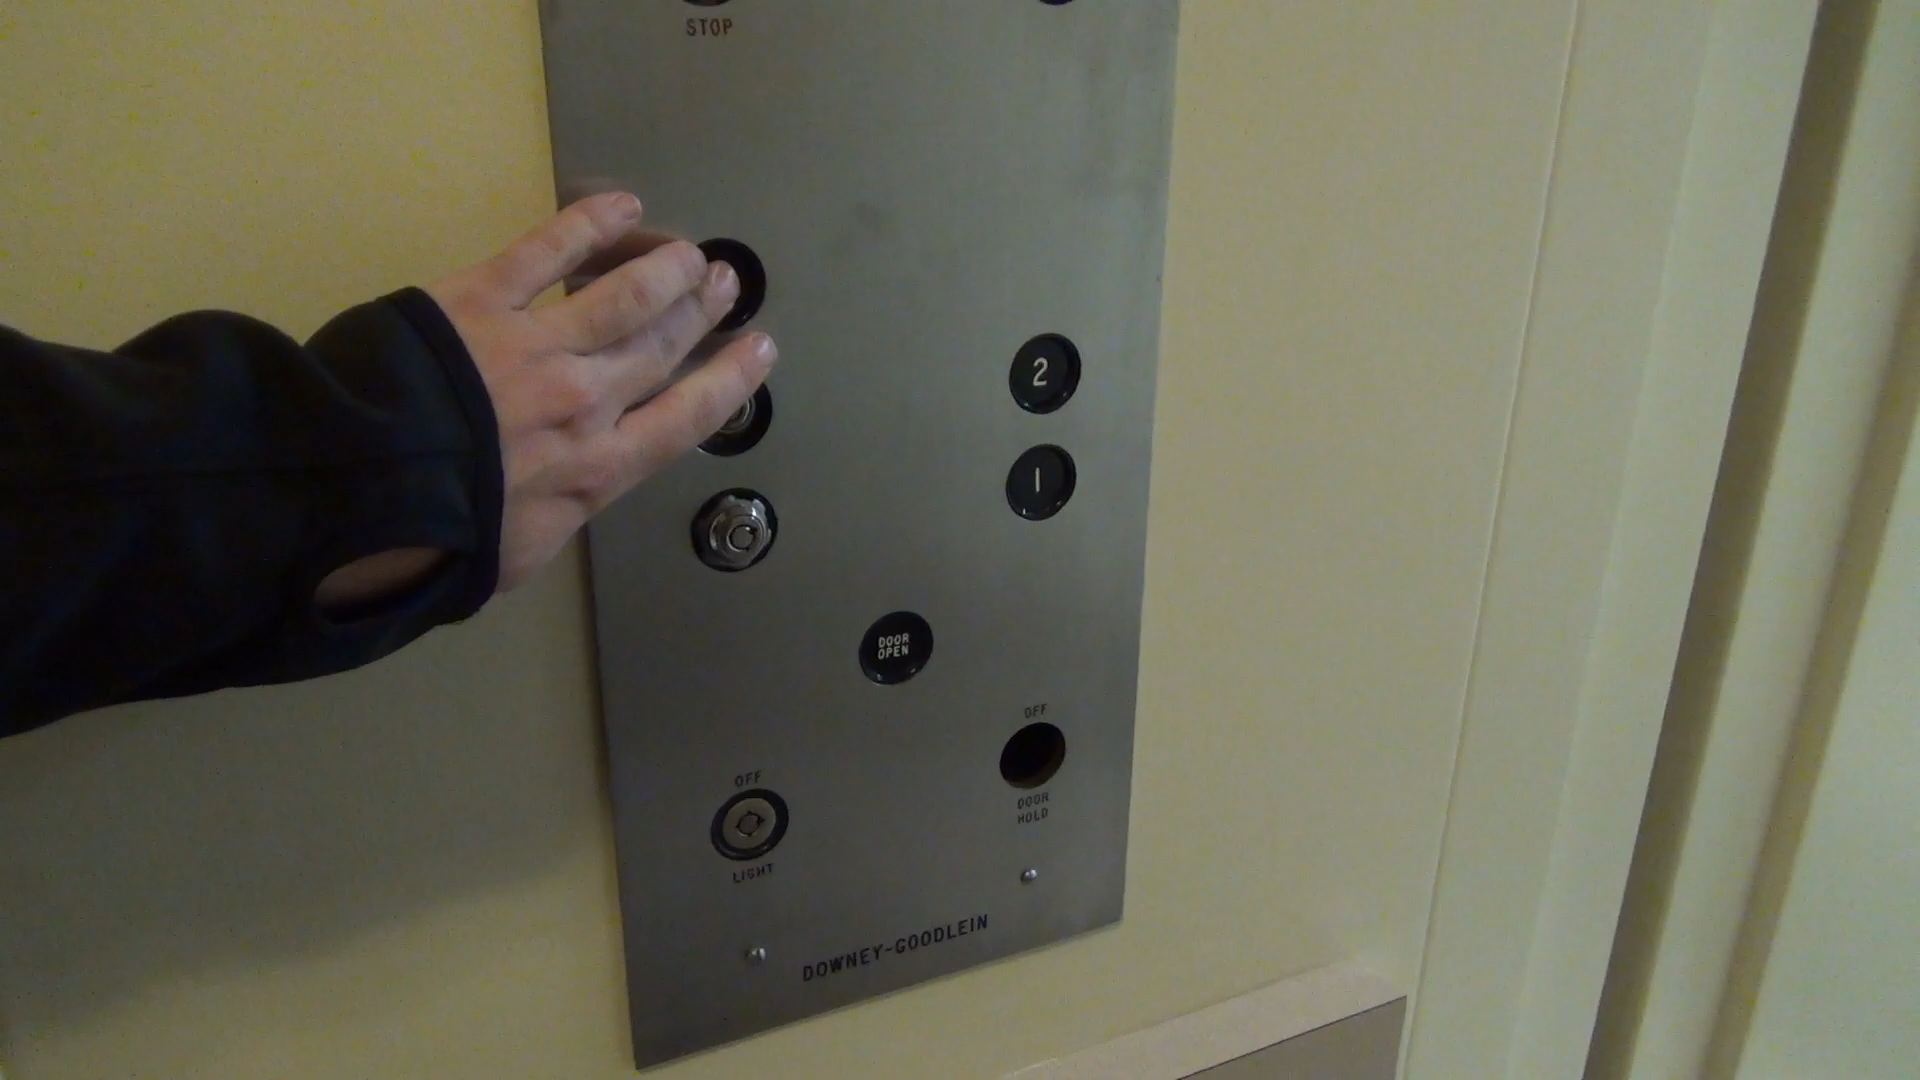 STOP
2
1
DOOR
OPEN
OFF
DOOR
HOLD
OFF
LIGHT
DOWNEY-GOODLEIN